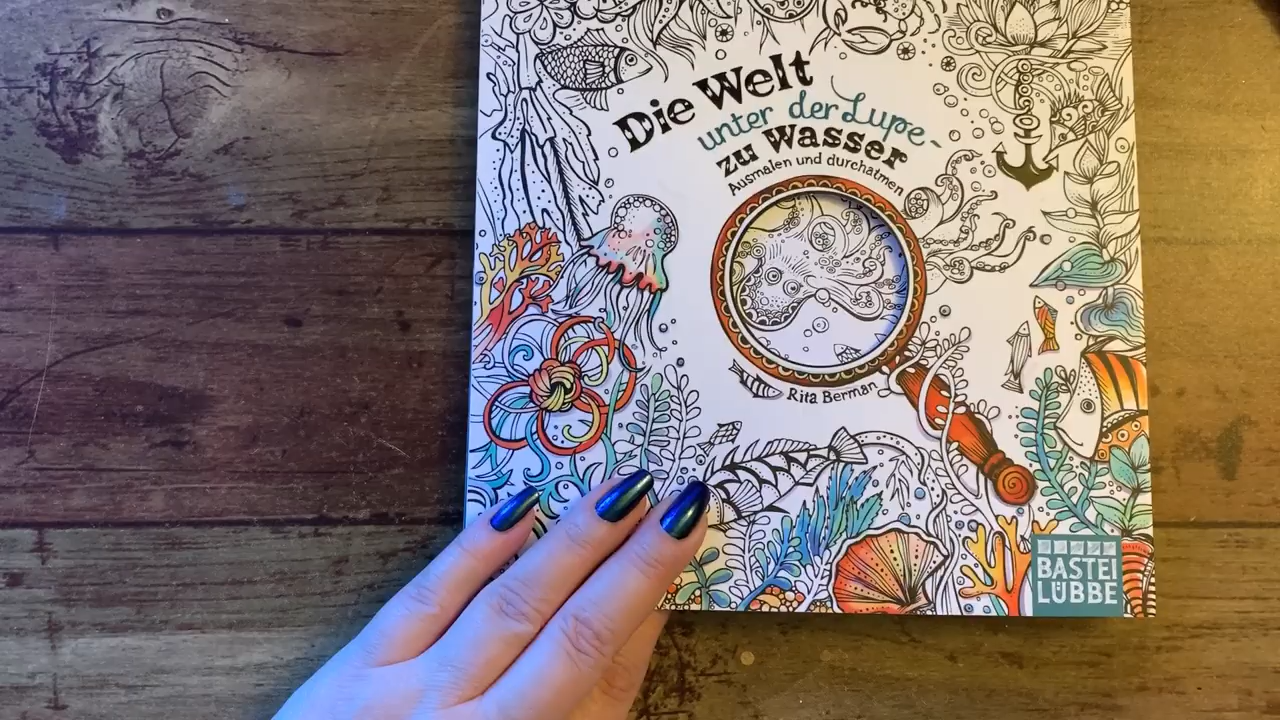 Die Welt
unter der Lupe-
zu Wasser
Ausmalen und durchatmen
Rita Berman
BASTEI
LÜBBE